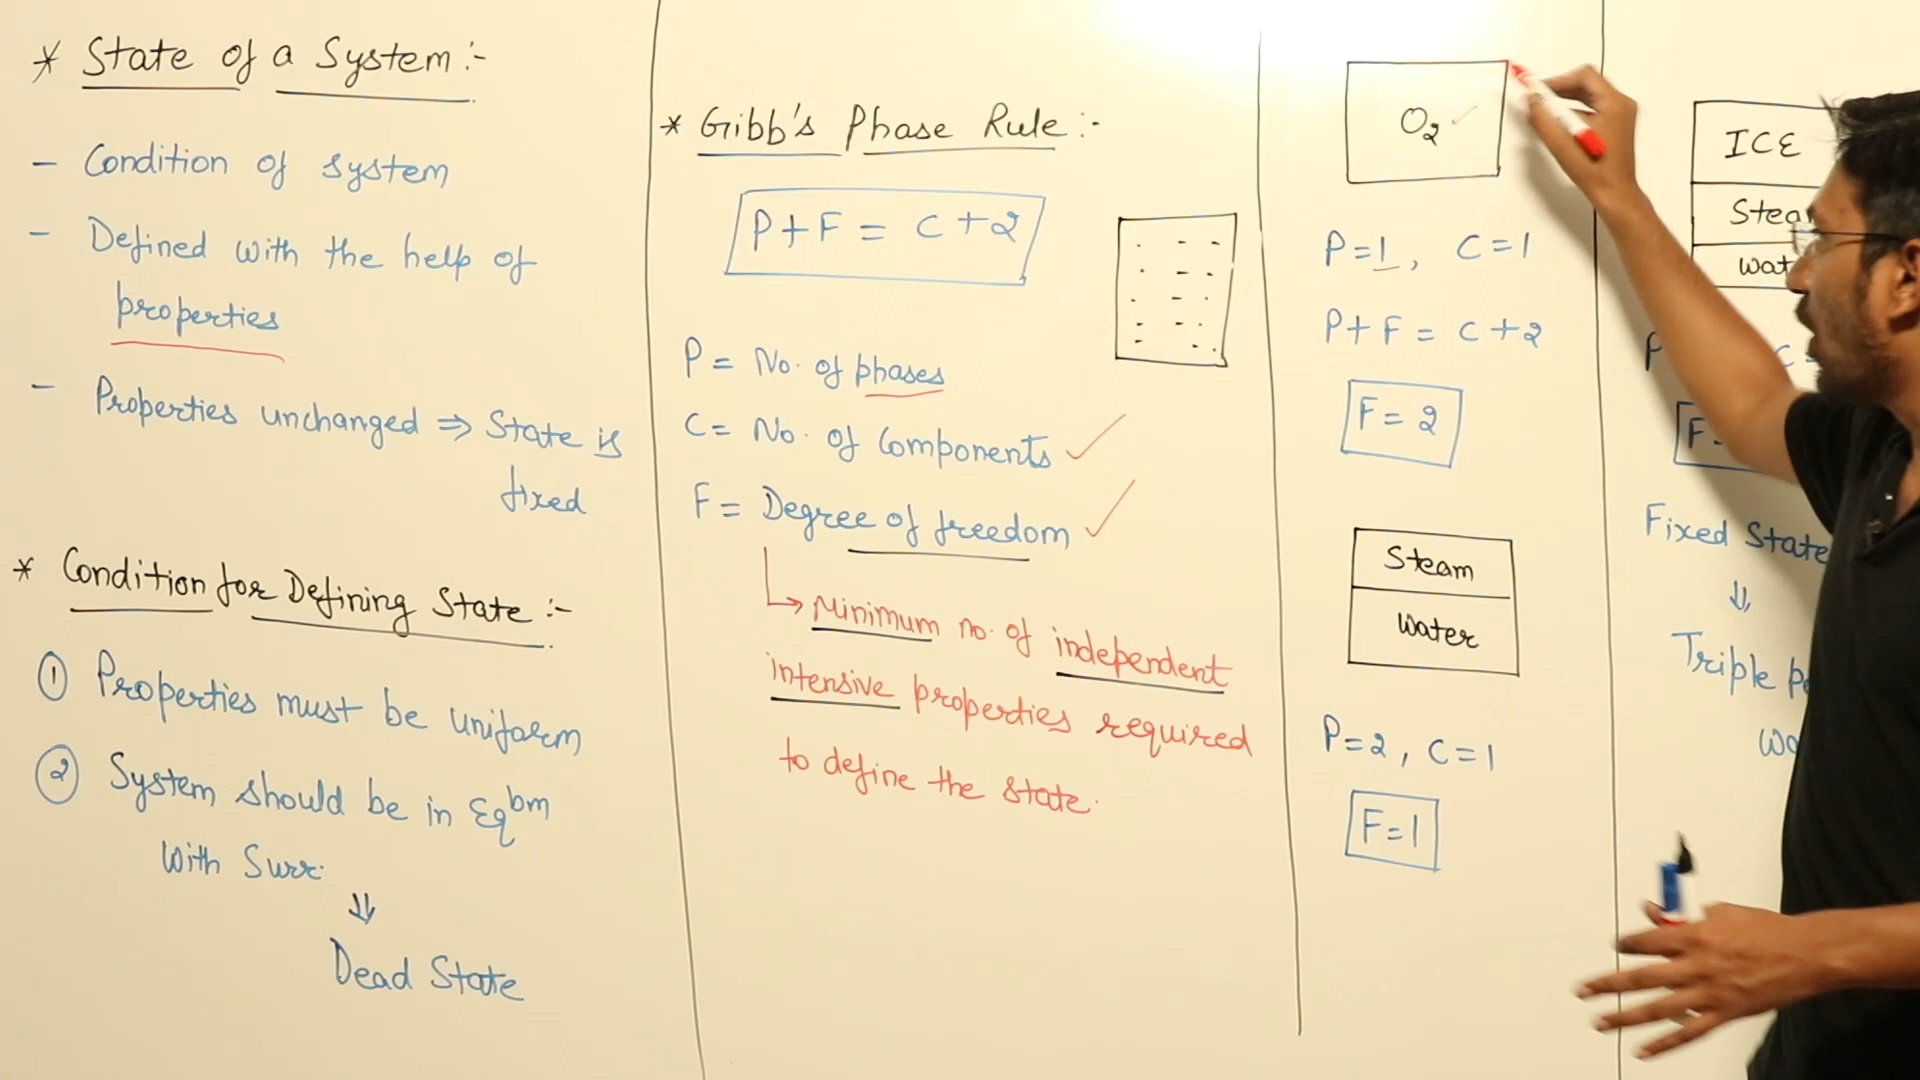 * State of a System :-
- Condition of system
- Defined with the help of
properties
- Properties unchanged ⇒ State is
fixed
* Condition for Defining State :-
① Properties must be uniform
② System should be in Eqbm
With Surr.
⇓
Dead State
* Gibb's Phase Rule :-
P + F = C + 2
P = No. of phases
C = No. of Components ✓
F = Degree of freedom ✓
↳ Minimum no. of independent
intensive properties required
to define the state.
O2 ✓
P = 1, C = 1
P + F = C + 2
F = 2
Steam
Water
P = 2, C = 1
F = 1
ICE
Fixed State
⇓
Triple